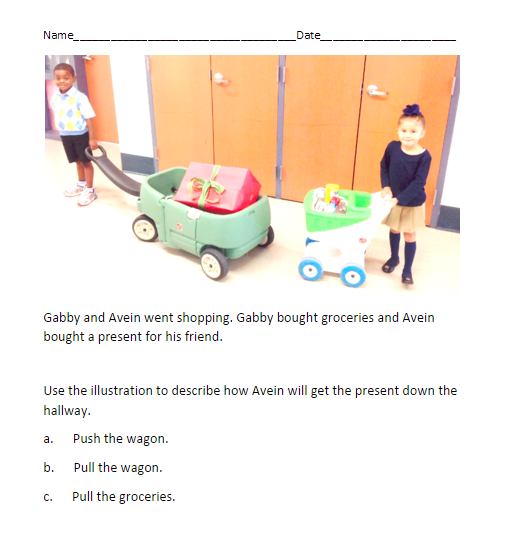 Name_______________________________________Date________________________
Gabby and Avein went shopping. Gabby bought groceries and Avein
bought a present for his friend.
Use the illustration to describe how Avein will get the present down the
hallway.
a. Push the wagon.
b. Pull the wagon.
c. Pull the groceries.